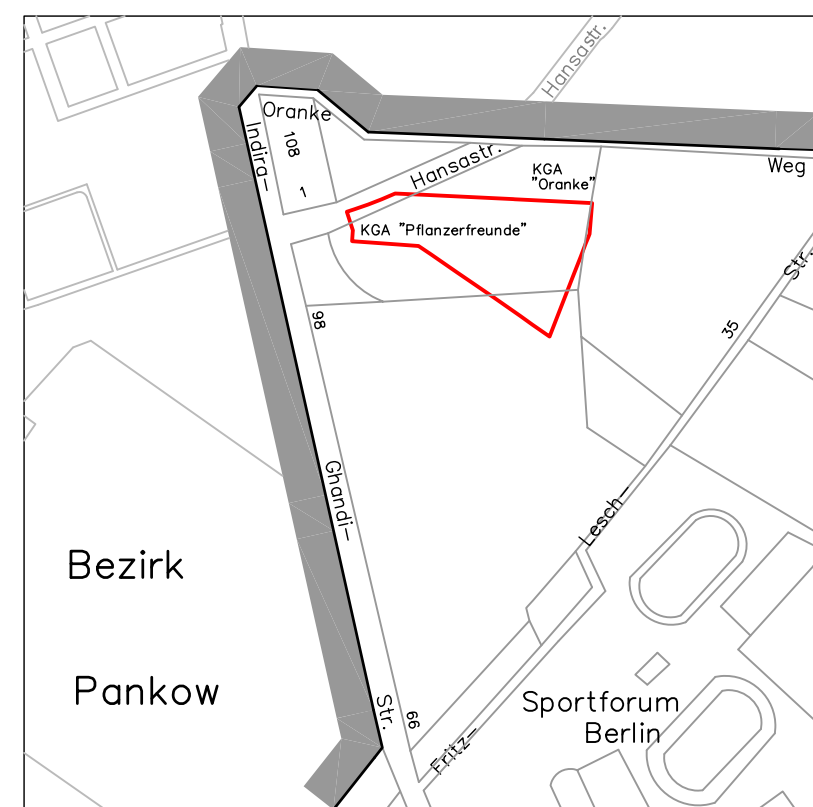 Hansastr.
Oranke
Indira–
108
1
Hansastr.
KGA
"Oranke"
Weg
KGA "Pflanzerfreunde"
Str.
98
35
Ghandi–
Lesch–
Bezirk
Pankow
Str.
66
Sportforum
Berlin
Fritz–